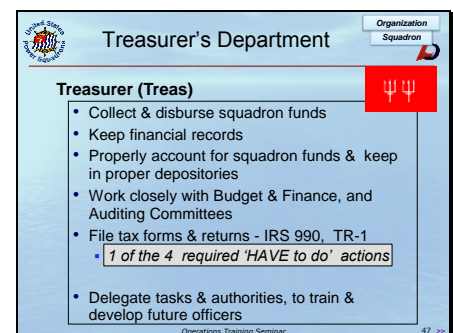 United States
Power Squadrons
Treasurer's Department
Organization
Squadron
Treasurer (Treas)
• Collect & disburse squadron funds
• Keep financial records
• Properly account for squadron funds & keep
in proper depositories
• Work closely with Budget & Finance, and
Auditing Committees
• File tax forms & returns - IRS 990, TR-1
▪ 1 of the 4 required 'HAVE to do' actions
• Delegate tasks & authorities, to train &
develop future officers
Operations Training Seminar
47 >>